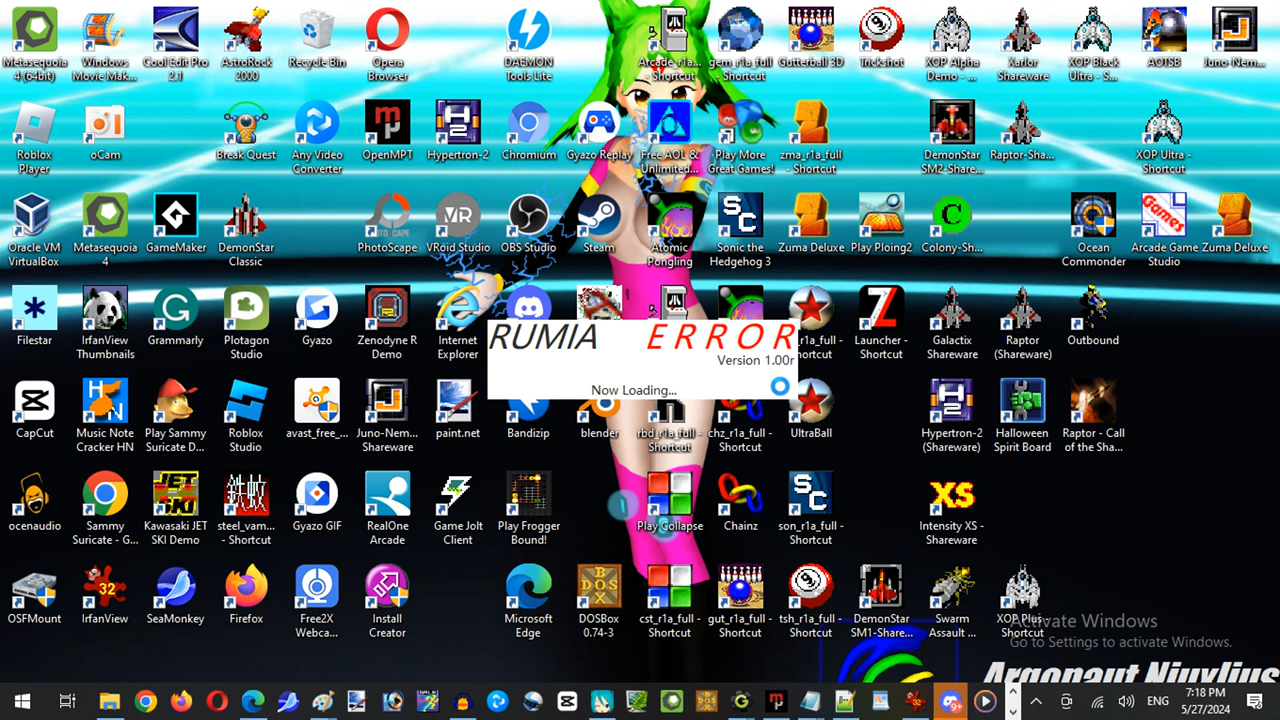 Metasequoia
4 (64bit)
Windows
Movie Mak...
Cool Edit Pro
2.1
AstroRock
2000
Recycle Bin
Opera
Browser
DAEMON
Tools Lite
Arcade_r1a...
- Shortcut
gem_r1a_full
- Shortcut
Gutterball 3D
Trickshot
XOP Alpha
Demo - ...
Xarlor
Shareware
XOP Black
Ultra - S...
AOTSB
Juno-Nem...
Roblox
Player
oCam
Break Quest
Any Video
Converter
OpenMPT
Hypertron-2
Chromium
Gyazo Replay
Free AOL &
Unlimited...
Play More
Great Games!
zma_r1a_full
- Shortcut
DemonStar
SM2-Share...
Raptor-Sha...
XOP Ultra -
Shortcut
Oracle VM
VirtualBox
Metasequoia
4
GameMaker
DemonStar
Classic
PhotoScape
VRoid Studio
OBS Studio
Steam
Atomic
Pongling
Sonic the
Hedgehog 3
Zuma Deluxe
Play Ploing2
Colony-Sh...
Ocean
Commonder
Arcade Game
Studio
Zuma Deluxe
Filestar
IrfanView
Thumbnails
Grammarly
Plotagon
Studio
Gyazo
Zenodyne R
Demo
Internet
Explorer
RUMIA ERROR
Version 1.00r
Now Loading...
_r1a_full -
hortcut
Launcher -
Shortcut
Galactix
Shareware
Raptor
(Shareware)
Outbound
CapCut
Music Note
Cracker HN
Play Sammy
Suricate D...
Roblox
Studio
avast_free_...
Juno-Nem...
Shareware
paint.net
Bandizip
blender
rbd_r1a_full -
Shortcut
chz_r1a_full -
Shortcut
UltraBall
Hypertron-2
(Shareware)
Halloween
Spirit Board
Raptor - Call
of the Sha...
ocenaudio
Sammy
Suricate - G...
Kawasaki JET
SKI Demo
steel_vam...
- Shortcut
Gyazo GIF
RealOne
Arcade
Game Jolt
Client
Play Frogger
Bound!
Play Collapse
Chainz
son_r1a_full -
Shortcut
Intensity XS -
Shareware
OSFMount
IrfanView
SeaMonkey
Firefox
Free2X
Webca...
Install
Creator
Microsoft
Edge
DOSBox
0.74-3
cst_r1a_full -
Shortcut
gut_r1a_full -
Shortcut
tsh_r1a_full -
Shortcut
DemonStar
SM1-Share...
Swarm
Assault ...
XOP Plus -
Shortcut
Activate Windows
Go to Settings to activate Windows.
Argonaut Niuvlius
ENG
7:18 PM
5/27/2024